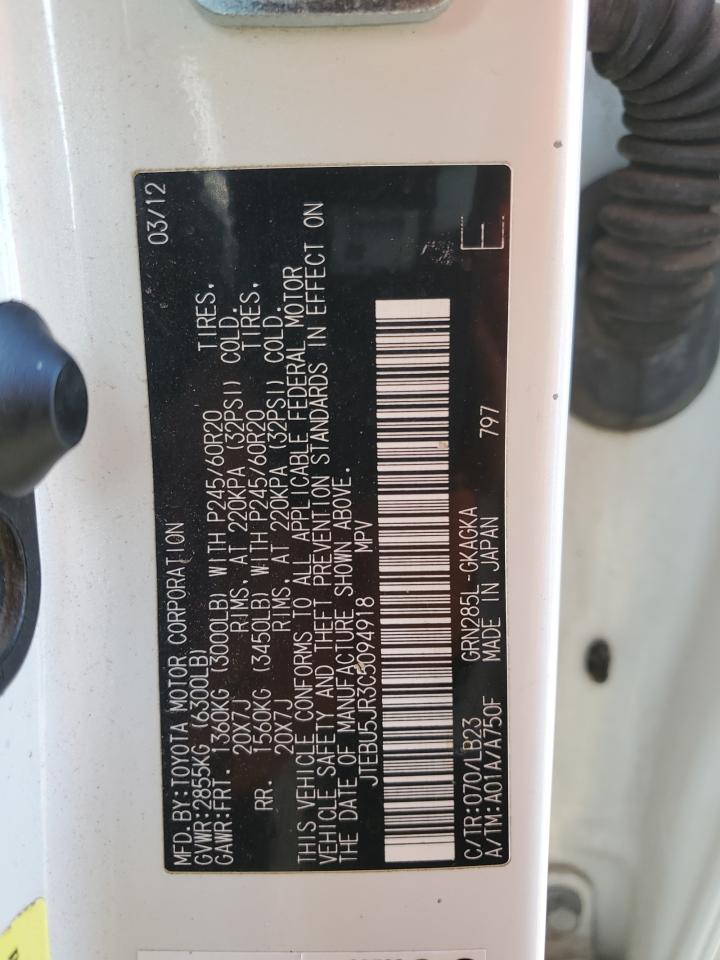 MFD.BY:TOYOTA MOTOR CORPORATION 03/12
GVWR:2855KG (6300LB)
GAWR:FRT. 1360KG (3000LB) WITH P245/60R20 TIRES,
20X7J RIMS, AT 220KPA (32PSI) COLD.
RR. 1560KG (3450LB) WITH P245/60R20 TIRES,
20X7J RIMS, AT 220KPA (32PSI) COLD.
THIS VEHICLE CONFORMS TO ALL APPLICABLE FEDERAL MOTOR
VEHICLE SAFETY AND THEFT PREVENTION STANDARDS IN EFFECT ON
THE DATE OF MANUFACTURE SHOWN ABOVE.
JTEBU5JR3C5094918 MPV
C/TR:070/LB23 GRN285L-GKAGKA 797
A/TM:A01A/A750F MADE IN JAPAN E